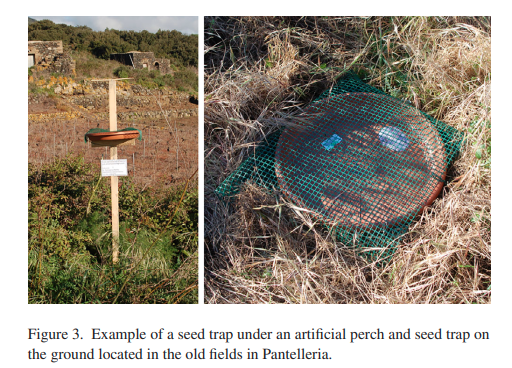 Figure 3. Example of a seed trap under an artificial perch and seed trap on
the ground located in the old fields in Pantelleria.